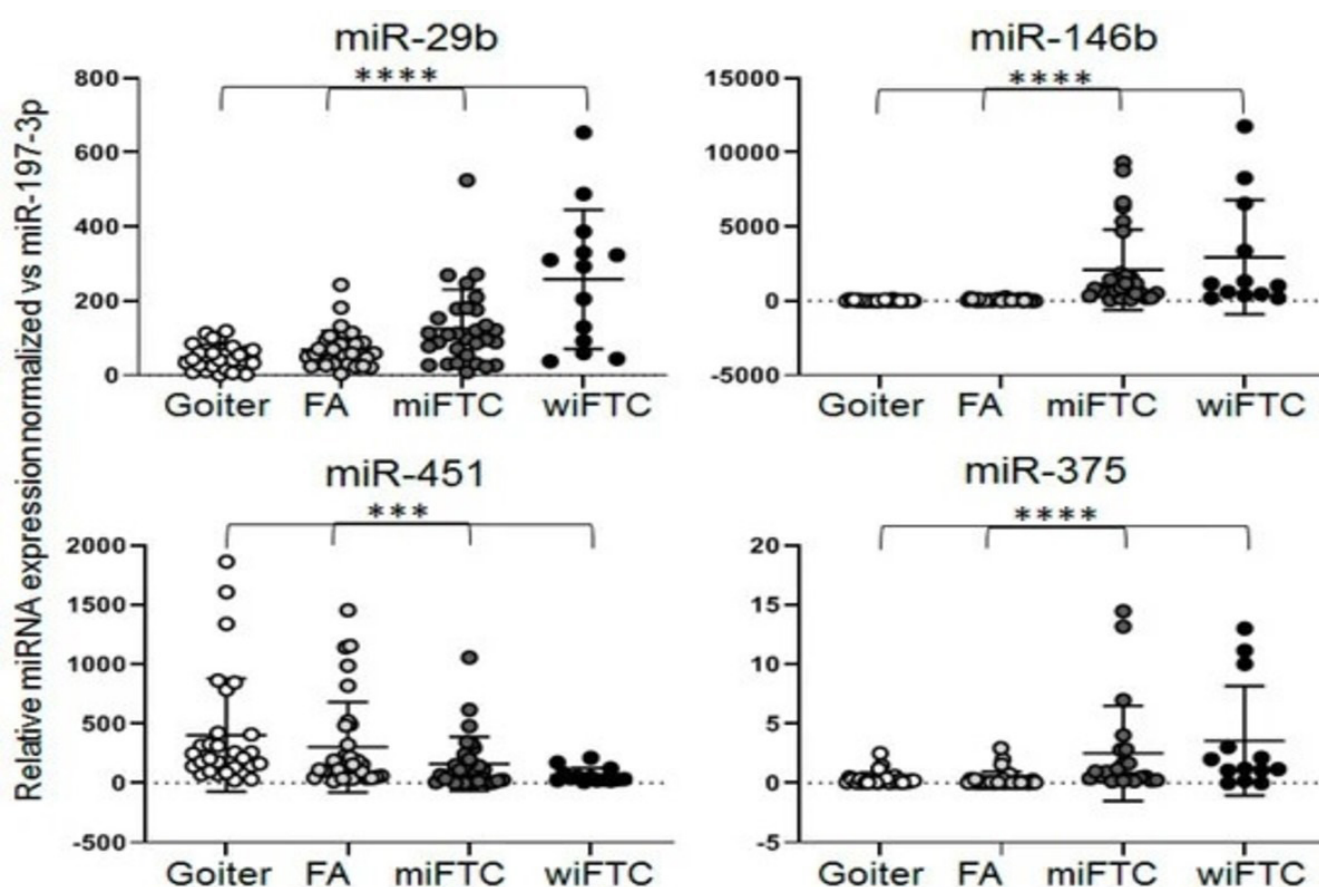 Relative miRNA expression normalized vs miR-197-3p
miR-29b
****
800
600
400
200
0
Goiter FA miFTC wiFTC
miR-146b
****
15000
10000
5000
0
-5000
Goiter FA miFTC wiFTC
miR-451
***
2000
1500
1000
500
0
-500
Goiter FA miFTC wiFTC
miR-375
****
20
15
10
5
0
-5
Goiter FA miFTC wiFTC